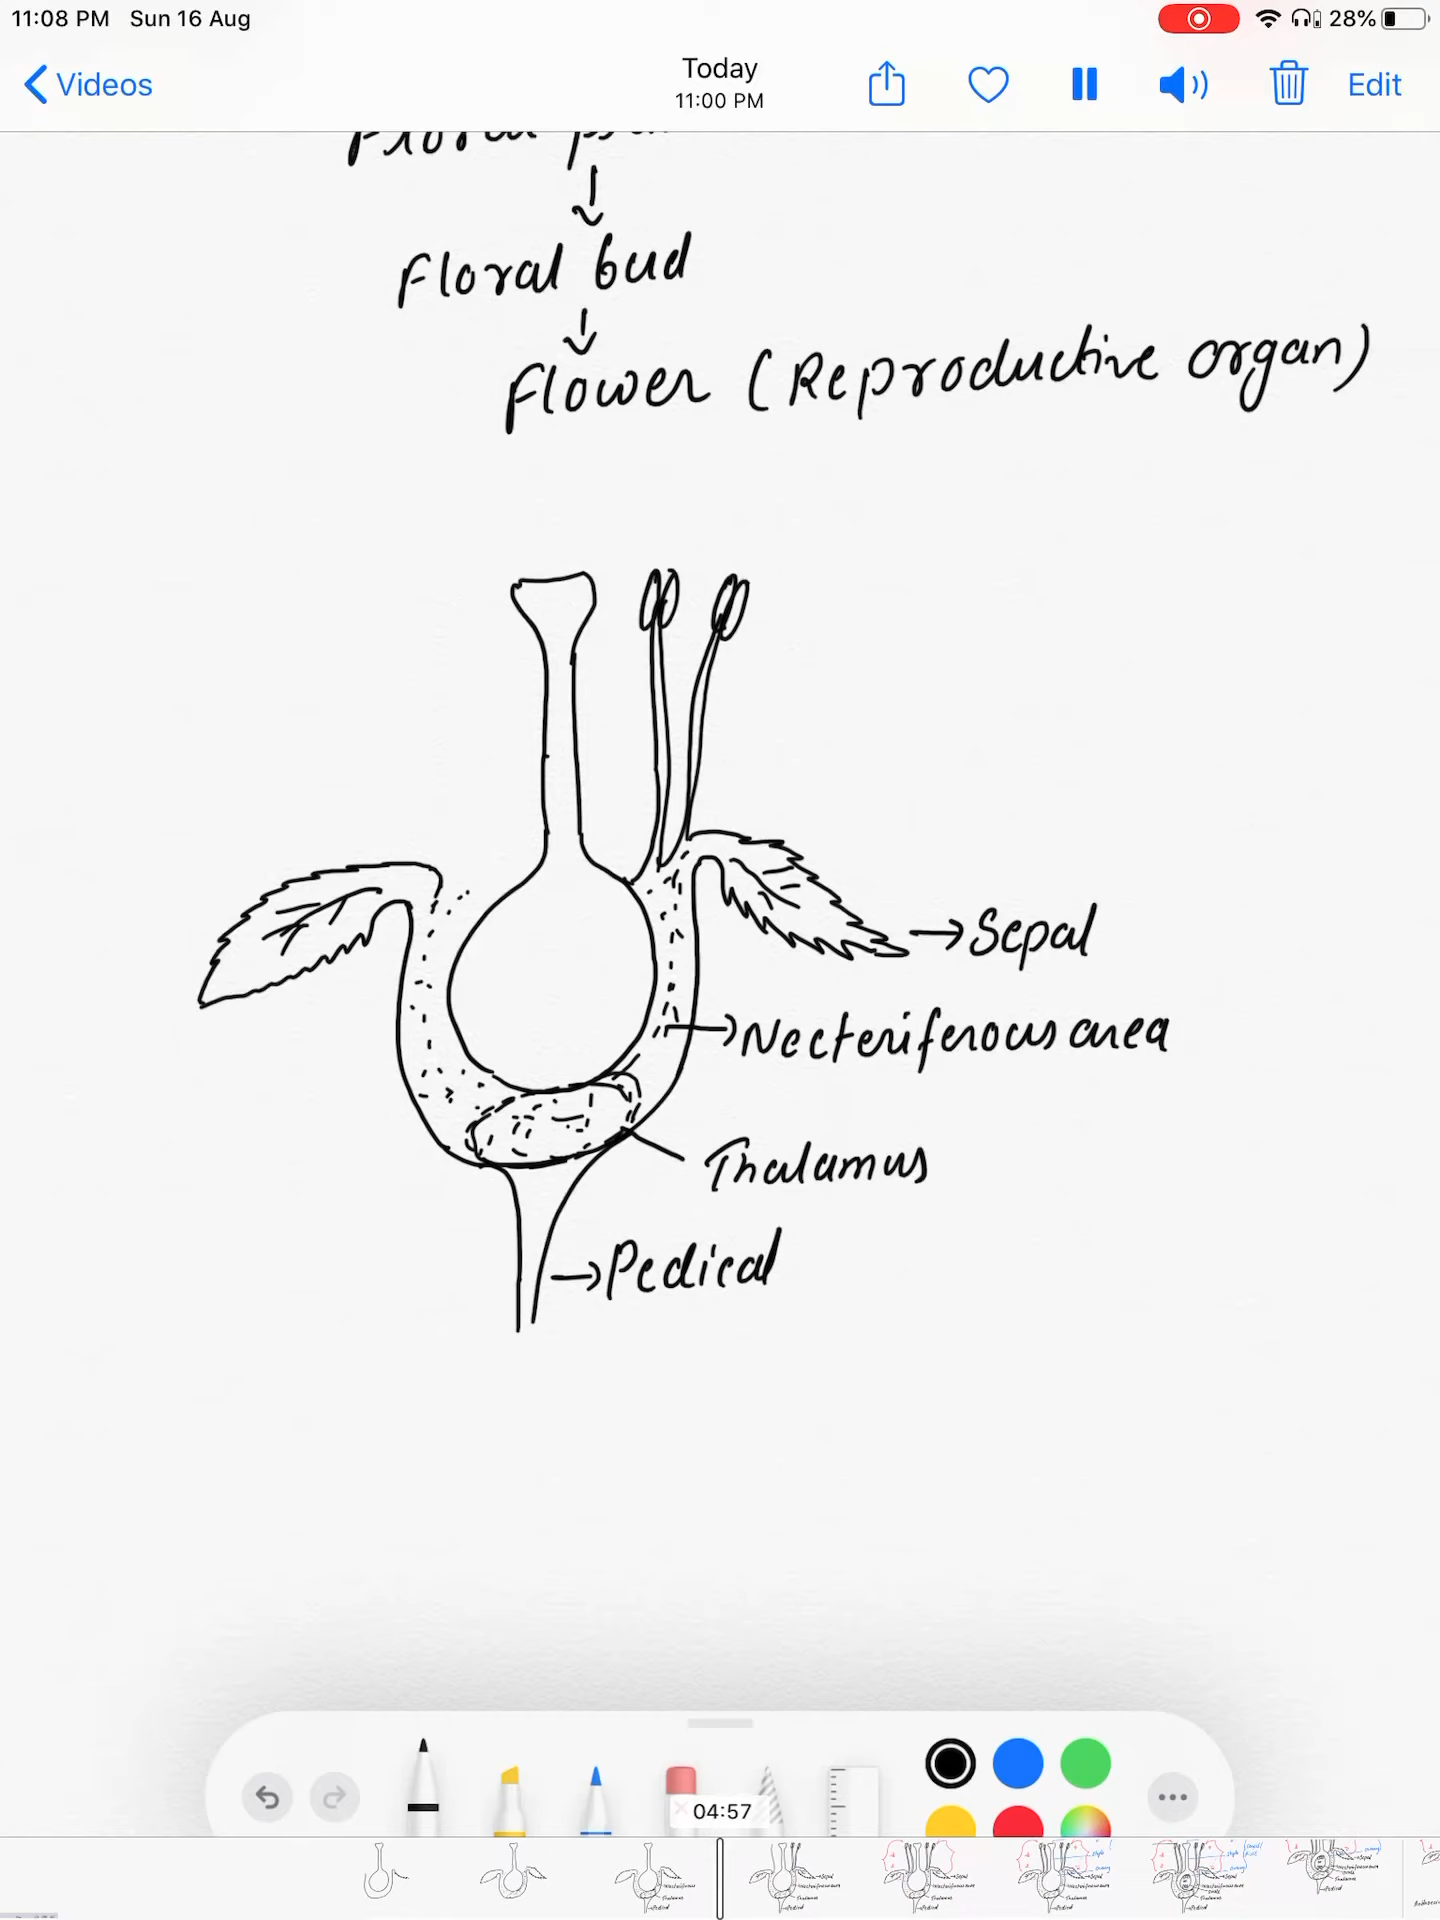 11:08 PM Sun 16 Aug
28%
Videos
Today
11:00 PM
Edit
Floral
Floral bud
Flower (Reproductive organ)
Sepal
Necteriferous area
Thalamus
Pedical
04:57